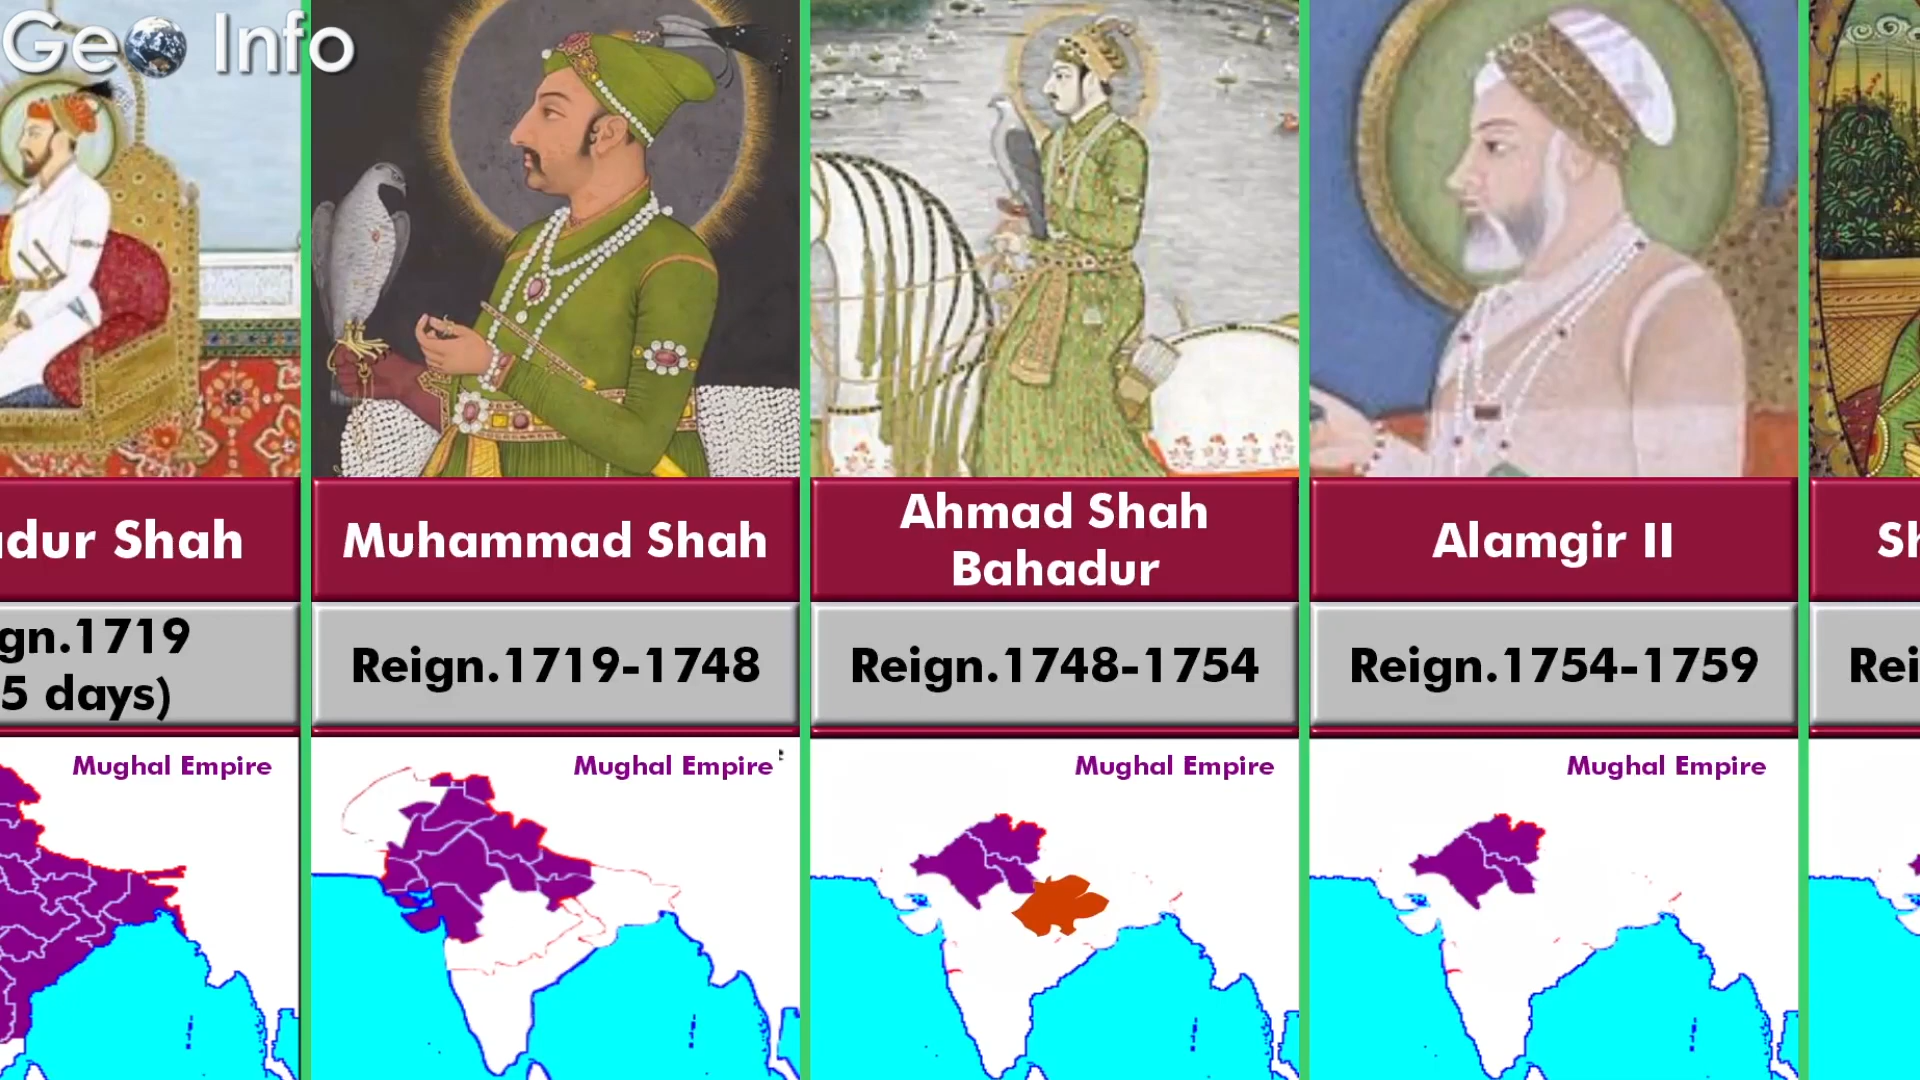 Geo Info
adur Shah
Muhammad Shah
Ahmad Shah
Bahadur
Alamgir II
Sh
gn.1719
5 days)
Reign.1719-1748
Reign.1748-1754
Reign.1754-1759
Rei
Mughal Empire
Mughal Empire
Mughal Empire
Mughal Empire